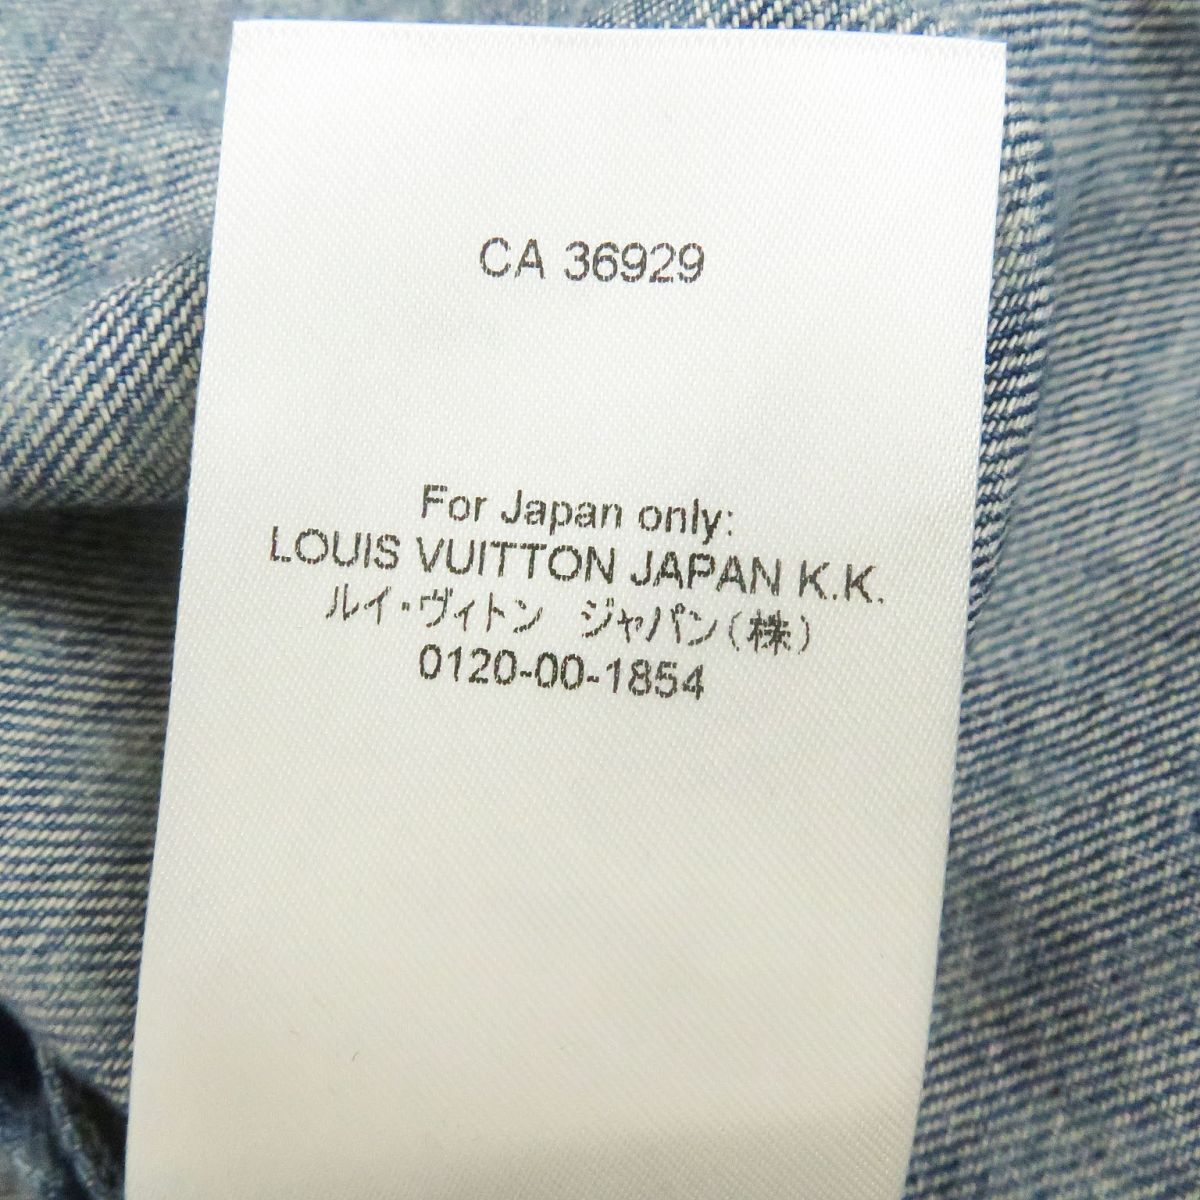 CA 36929
For Japan only:
LOUIS VUITTON JAPAN K.K.
ルイ・ヴィトン ジャパン(株)
0120-00-1854